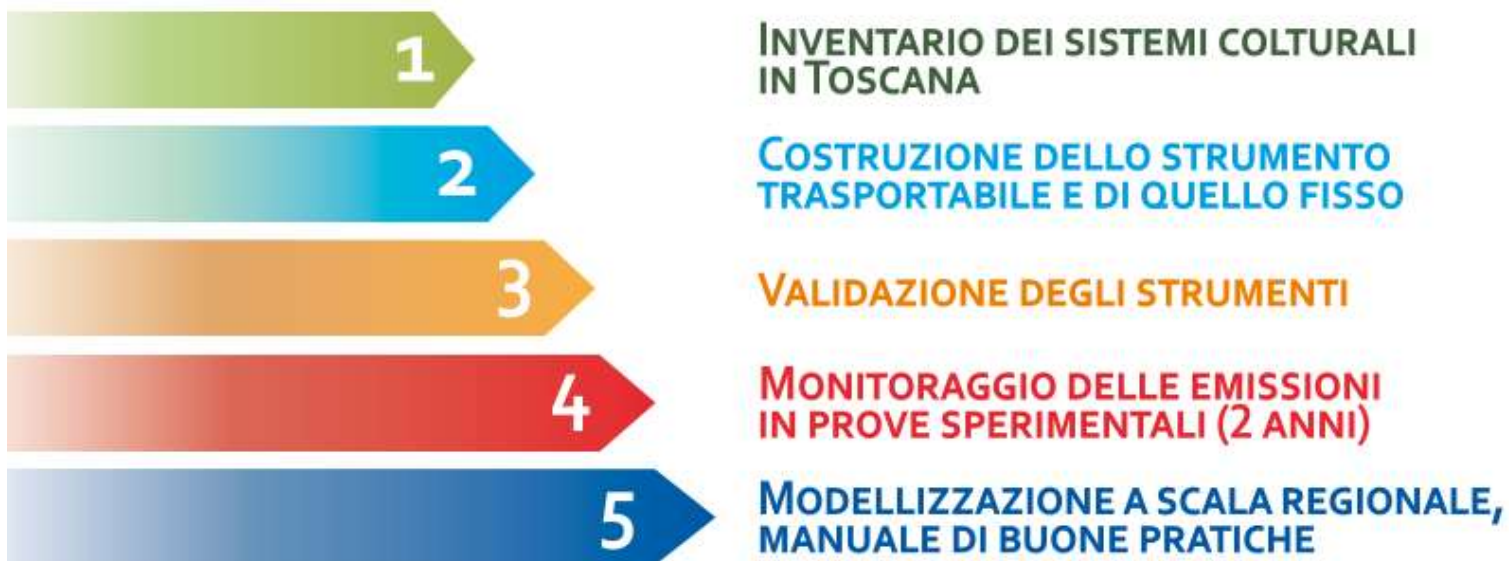 1
INVENTARIO DEI SISTEMI COLTURALI
IN TOSCANA
2
COSTRUZIONE DELLO STRUMENTO
TRASPORTABILE E DI QUELLO FISSO
3
VALIDAZIONE DEGLI STRUMENTI
4
MONITORAGGIO DELLE EMISSIONI
IN PROVE SPERIMENTALI (2 ANNI)
5
MODELLIZZAZIONE A SCALA REGIONALE,
MANUALE DI BUONE PRATICHE